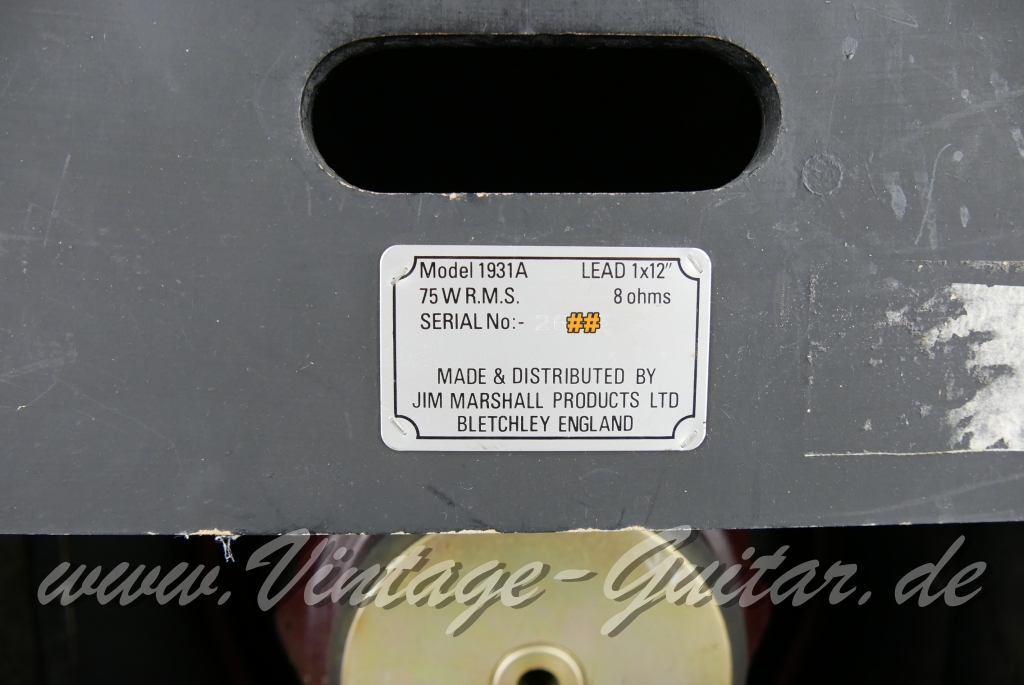 Model 1931A LEAD 1x12"
75 W R.M.S. 8 ohms
SERIAL No:- ##
MADE & DISTRIBUTED BY
JIM MARSHALL PRODUCTS LTD
BLETCHLEY ENGLAND
www.Vintage-Guitar.de